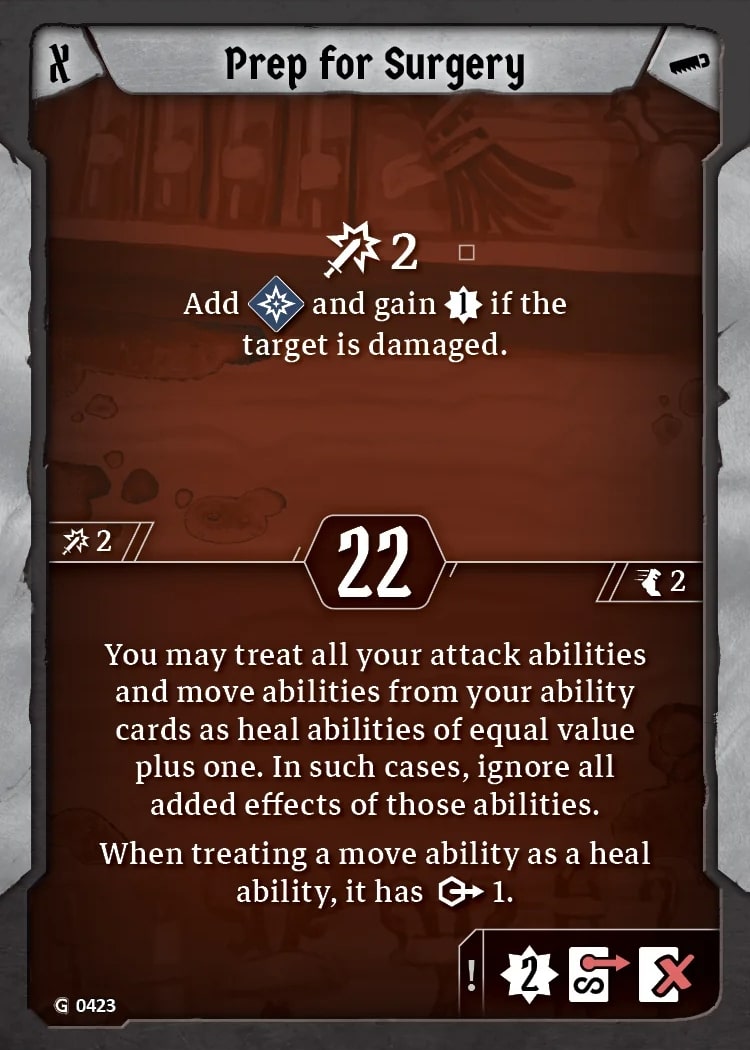 Prep for Surgery
2
Add and gain 1 if the
target is damaged.
2
22
2
You may treat all your attack abilities
and move abilities from your ability
cards as heal abilities of equal value
plus one. In such cases, ignore all
added effects of those abilities.
When treating a move ability as a heal
ability, it has 1.
! 2
G 0423